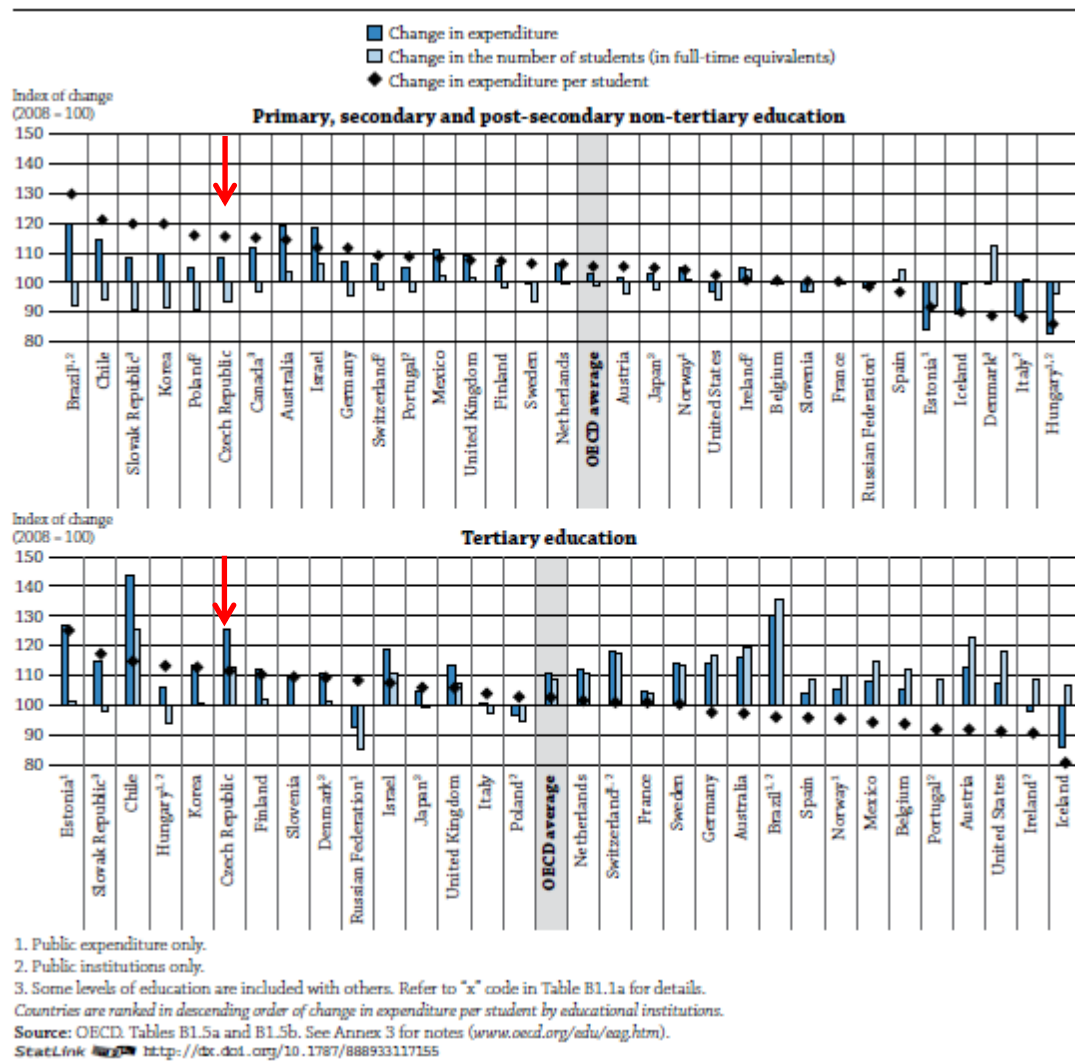 Change in expenditure
Change in the number of students (in full-time equivalents)
Change in expenditure per student
Index of change
(2008 = 100)
Primary, secondary and post-secondary non-tertiary education
150
140
130
120
110
100
90
80
Brazil1, 2
Chile
Slovak Republic3
Korea
Poland2
Czech Republic
Canada3
Australia
Israel
Germany
Switzerland2
Portugal2
Mexico
United Kingdom
Finland
Sweden
Netherlands
OECD average
Austria
Japan3
Norway1
United States
Ireland2
Belgium
Slovenia
France
Russian Federation1
Spain
Estonia1
Iceland
Denmark3
Italy2
Hungary1, 2
Index of change
(2008 = 100)
Tertiary education
150
140
130
120
110
100
90
80
Estonia1
Slovak Republic3
Chile
Hungary1, 2
Korea
Czech Republic
Finland
Slovenia
Denmark3
Russian Federation1
Israel
Japan3
United Kingdom
Italy
Poland2
OECD average
Netherlands
Switzerland1, 2
France
Sweden
Germany
Australia
Brazil1, 2
Spain
Norway1
Mexico
Belgium
Portugal2
Austria
United States
Ireland2
Iceland
1. Public expenditure only.
2. Public institutions only.
3. Some levels of education are included with others. Refer to "x" code in Table B1.1a for details.
Countries are ranked in descending order of change in expenditure per student by educational institutions.
Source: OECD. Tables B1.5a and B1.5b. See Annex 3 for notes (www.oecd.org/edu/eag.htm).
StatLink http://dx.doi.org/10.1787/888933117155